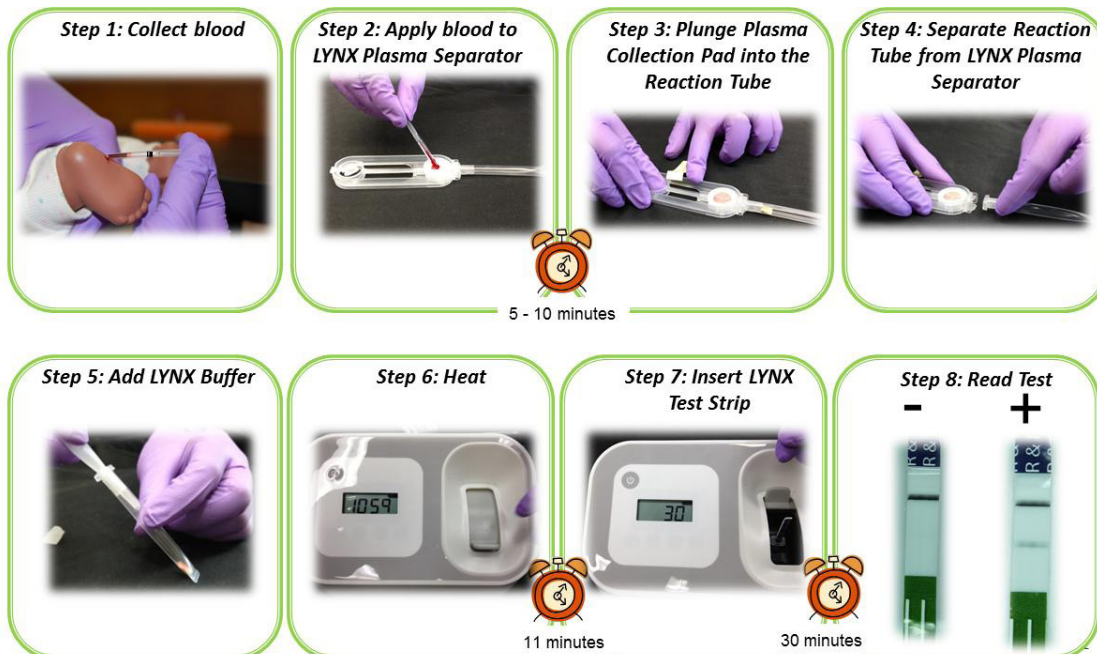 Step 1: Collect blood
Step 2: Apply blood to
LYNX Plasma Separator
Step 3: Plunge Plasma
Collection Pad into the
Reaction Tube
Step 4: Separate Reaction
Tube from LYNX Plasma
Separator
5 - 10 minutes
Step 5: Add LYNX Buffer
Step 6: Heat
1059
11 minutes
Step 7: Insert LYNX
Test Strip
30
30 minutes
Step 8: Read Test
- +
R &
R &
R &
R &